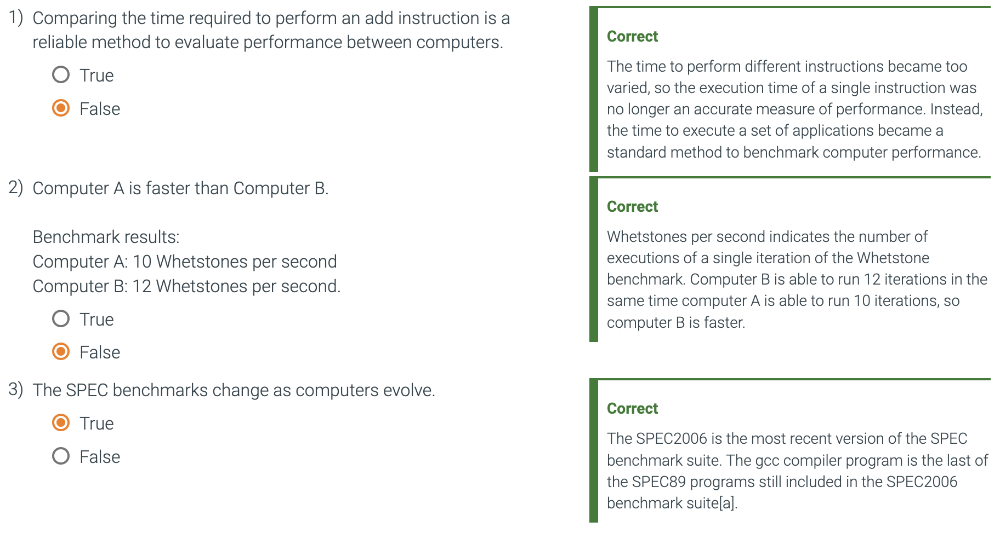 1) Comparing the time required to perform an add instruction is a
reliable method to evaluate performance between computers.
True
False
Correct
The time to perform different instructions became too
varied, so the execution time of a single instruction was
no longer an accurate measure of performance. Instead,
the time to execute a set of applications became a
standard method to benchmark computer performance.
2) Computer A is faster than Computer B.
Benchmark results:
Computer A: 10 Whetstones per second
Computer B: 12 Whetstones per second.
True
False
Correct
Whetstones per second indicates the number of
executions of a single iteration of the Whetstone
benchmark. Computer B is able to run 12 iterations in the
same time computer A is able to run 10 iterations, so
computer B is faster.
3) The SPEC benchmarks change as computers evolve.
True
False
Correct
The SPEC2006 is the most recent version of the SPEC
benchmark suite. The gcc compiler program is the last of
the SPEC89 programs still included in the SPEC2006
benchmark suite[a].